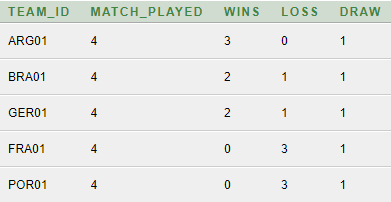 TEAM_ID MATCH_PLAYED WINS LOSS DRAW
ARG01 4 3 0 1
BRA01 4 2 1 1
GER01 4 2 1 1
FRA01 4 0 3 1
POR01 4 0 3 1